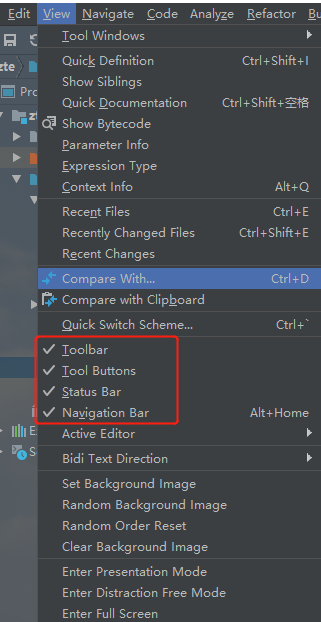 View Navigate Code Analyze Refactor Bu
Tool Windows
zte
Quick Definition Ctrl+Shift+I
Show Siblings
Pro
Quick Documentation Ctrl+Shift+空格
zt
Show Bytecode
Parameter Info
Expression Type
Context Info Alt+Q
Recent Files Ctrl+E
Recently Changed Files Ctrl+Shift+E
Recent Changes
Compare With... Ctrl+D
Compare with Clipboard
Quick Switch Scheme... Ctrl+`
Toolbar
Tool Buttons
Status Bar
Navigation Bar Alt+Home
Active Editor
E
S
Bidi Text Direction
Set Background Image
Random Background Image
Random Order Reset
Clear Background Image
Enter Presentation Mode
Enter Distraction Free Mode
Enter Full Screen